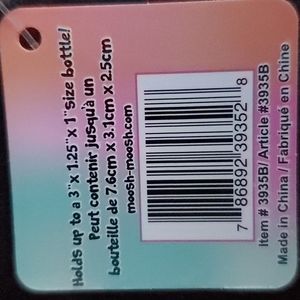 Holds up to a 3"x 1.25"x 1"size bottle!
Peut contenir jusqu'à un
bouteille de 7.6cm x 3.1cm x 2.5cm
moosh-moosh.com
7 86892 39352 8
Item # 3935B/ Article #3935B
Made in China / Fabriqué en Chine